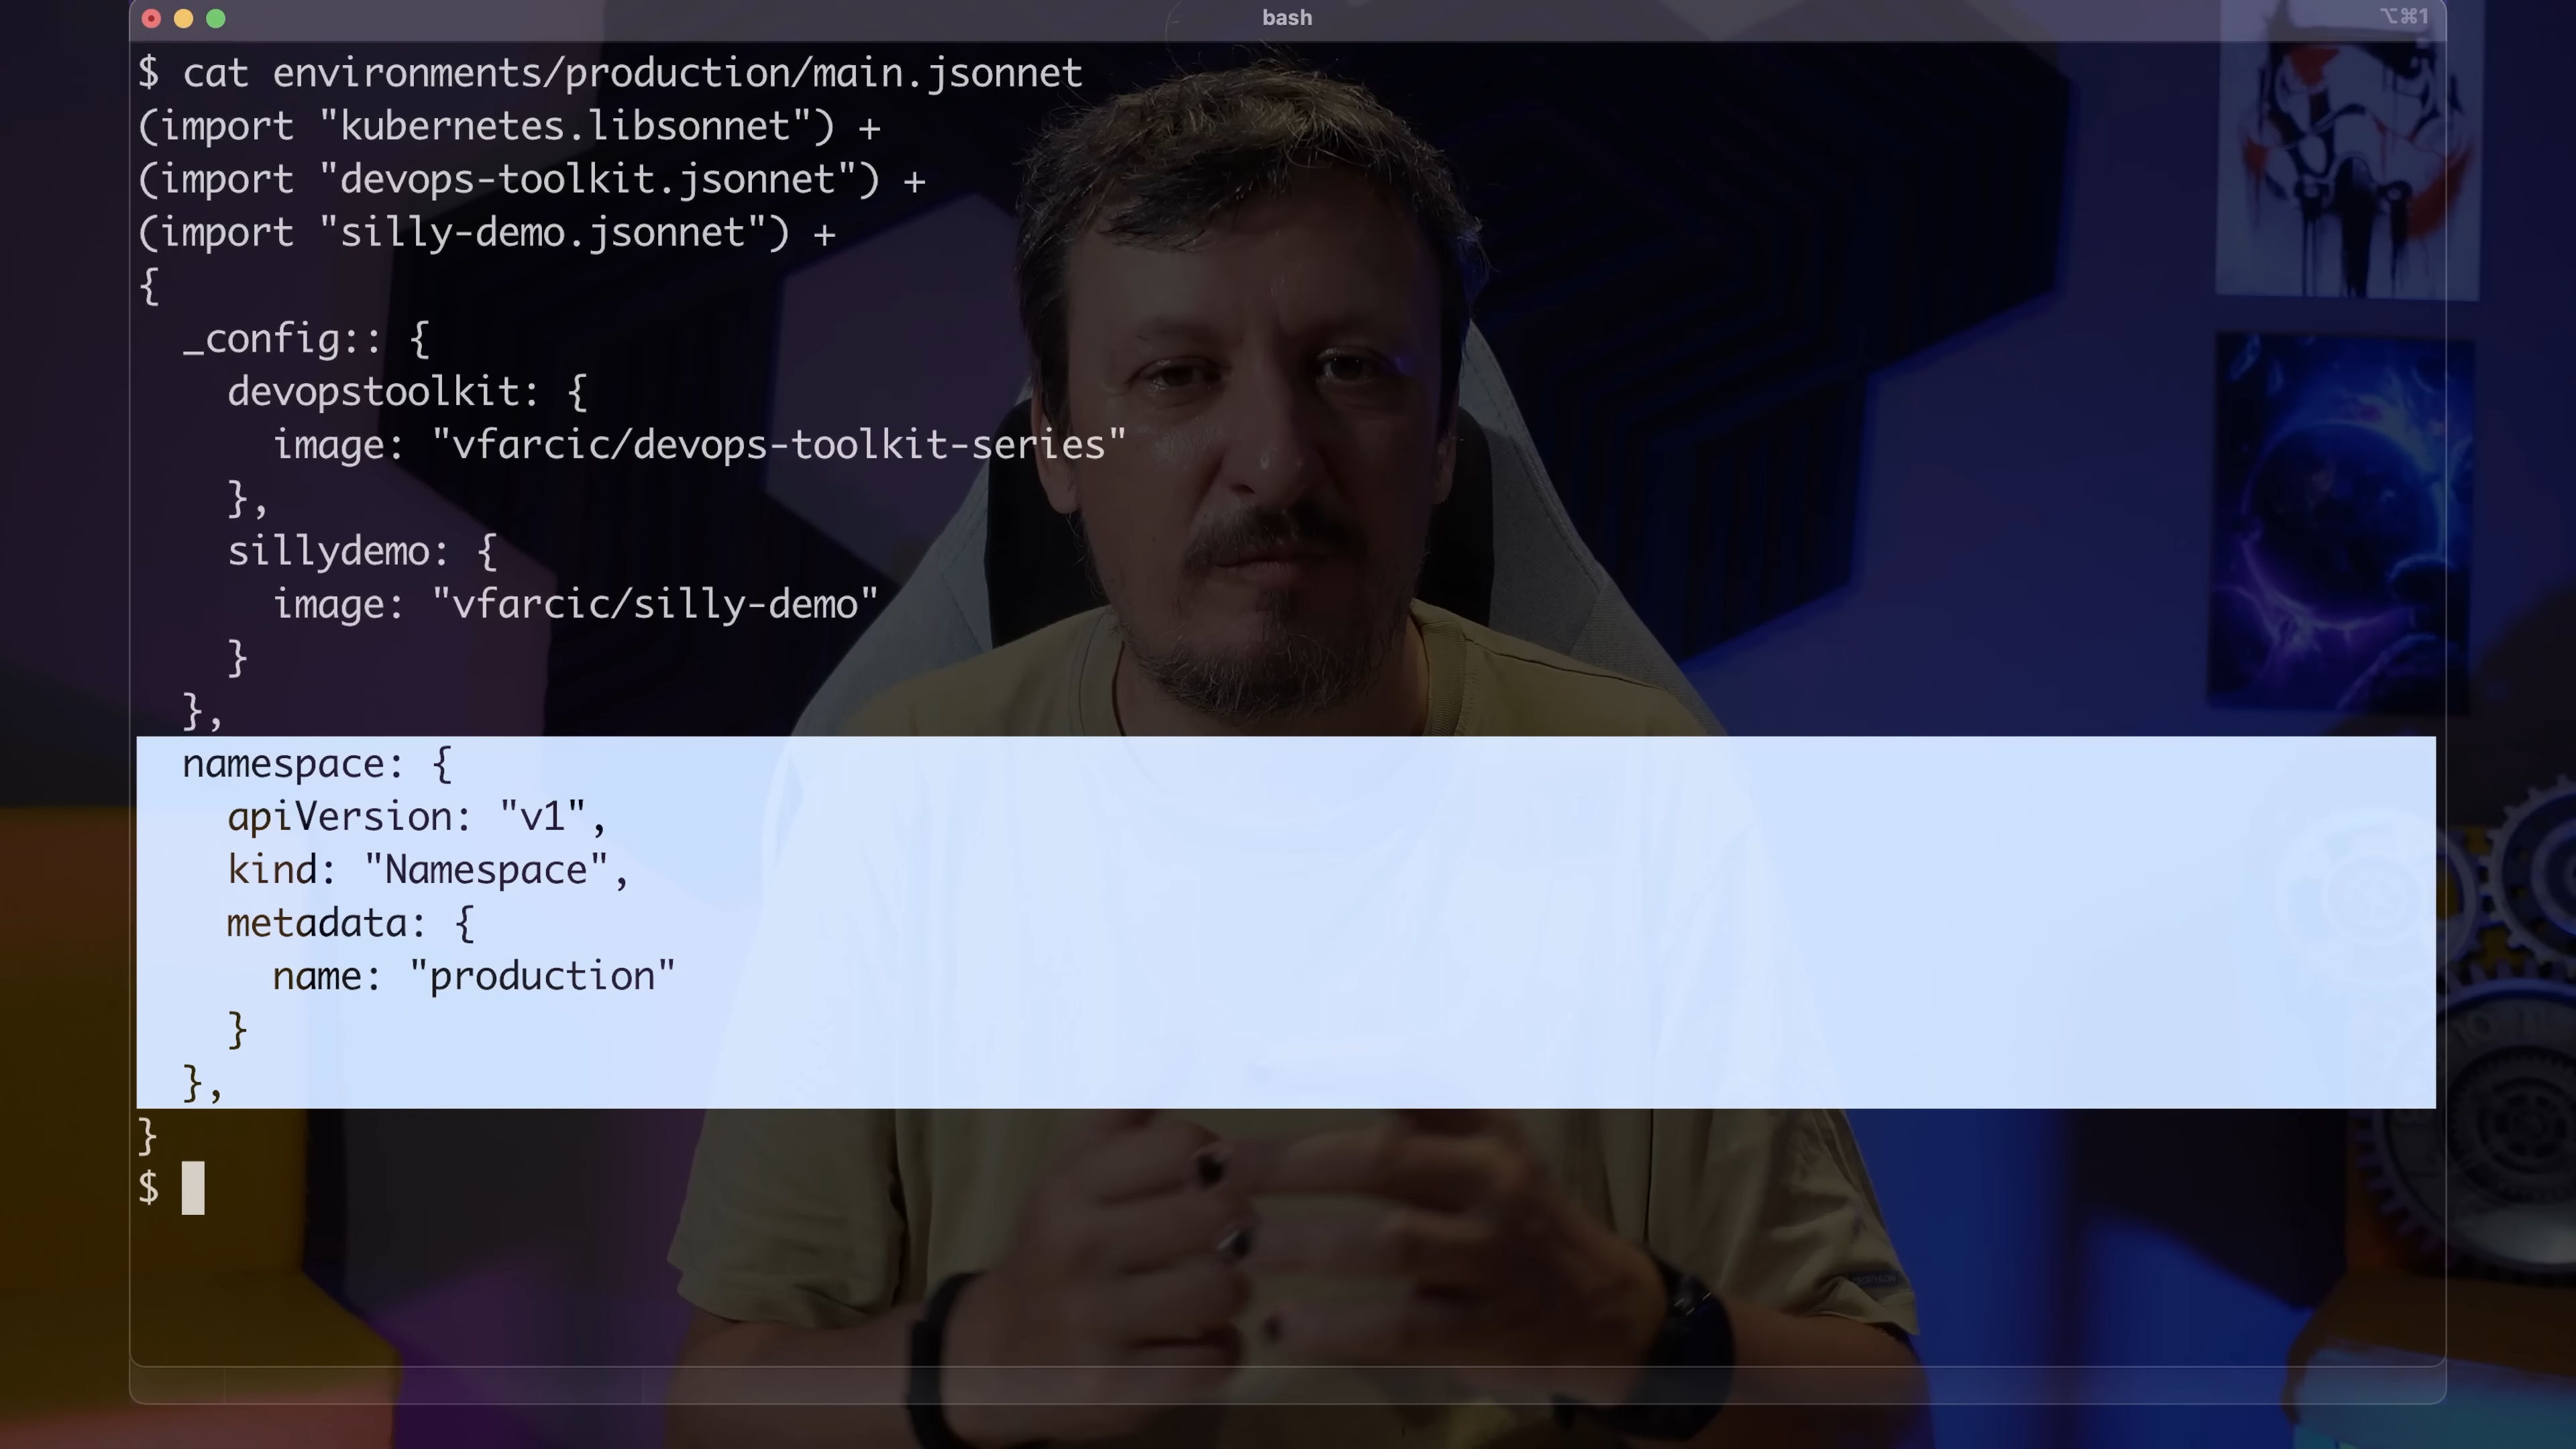 bash
⌥⌘1
$ cat environments/production/main.jsonnet
(import "kubernetes.libsonnet") +
(import "devops-toolkit.jsonnet") +
(import "silly-demo.jsonnet") +
{
  _config:: {
    devopstoolkit: {
      image: "vfarcic/devops-toolkit-series"
    },
    sillydemo: {
      image: "vfarcic/silly-demo"
    }
  },
  namespace: {
    apiVersion: "v1",
    kind: "Namespace",
    metadata: {
      name: "production"
    }
  },
}
$